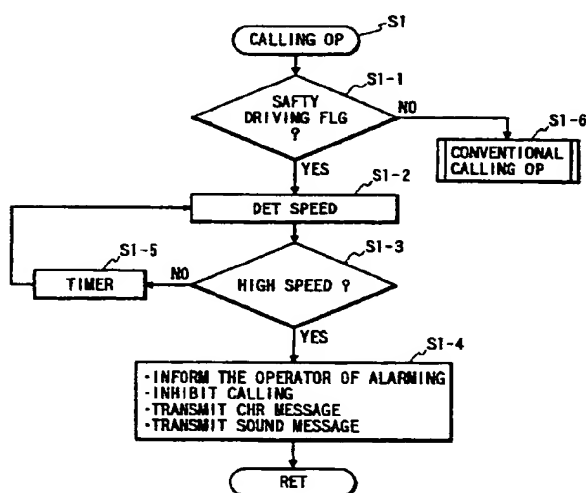 CALLING OP
S1
S1-1
SAFTY
DRIVING FLG
?
NO
S1-6
CONVENTIONAL
CALLING OP
YES
S1-2
DET SPEED
S1-3
S1-5
NO
TIMER
HIGH SPEED ?
YES
S1-4
·INFORM THE OPERATOR OF ALARMING
·INHIBIT CALLING
·TRANSMIT CHR MESSAGE
·TRANSMIT SOUND MESSAGE
RET